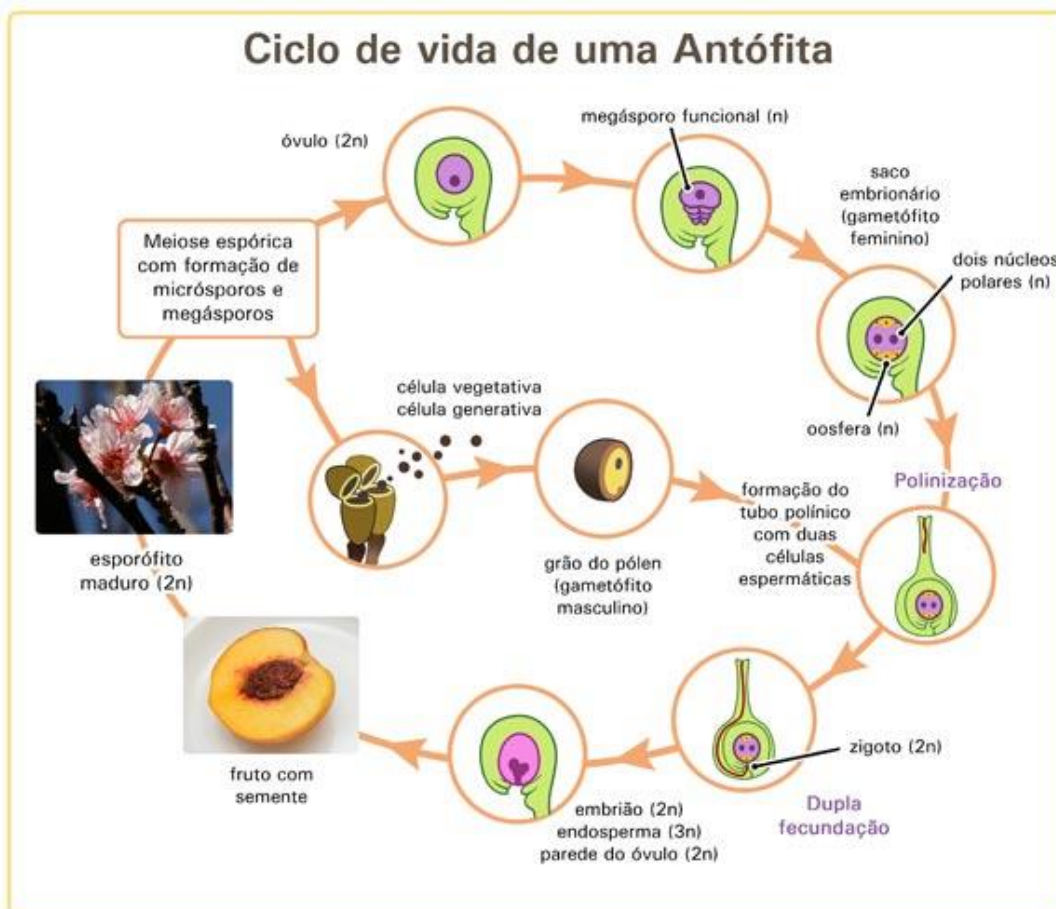 Ciclo de vida de uma Antófita
óvulo (2n)
megásporo funcional (n)
saco
embrionário
(gametófito
feminino)
dois núcleos
polares (n)
oosfera (n)
Meiose espórica
com formação de
micrósporos e
megásporos
célula vegetativa
célula generativa
grão do pólen
(gametófito
masculino)
formação do
tubo polínico
com duas
células
espermáticas
Polinização
esporófito
maduro (2n)
zigoto (2n)
Dupla
fecundação
embrião (2n)
endosperma (3n)
parede do óvulo (2n)
fruto com
semente